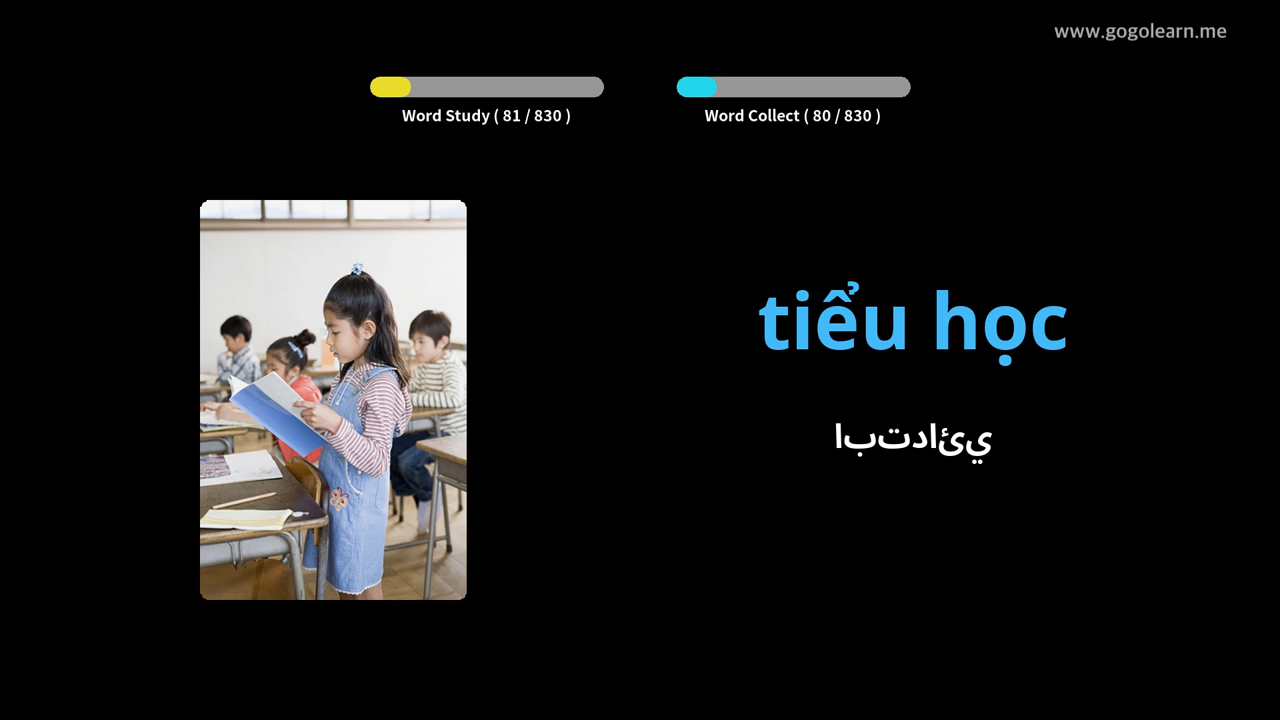 www.gogolearn.me
Word Study ( 81 / 830 )
Word Collect ( 80 / 830 )
tiểu học
ابتدائي